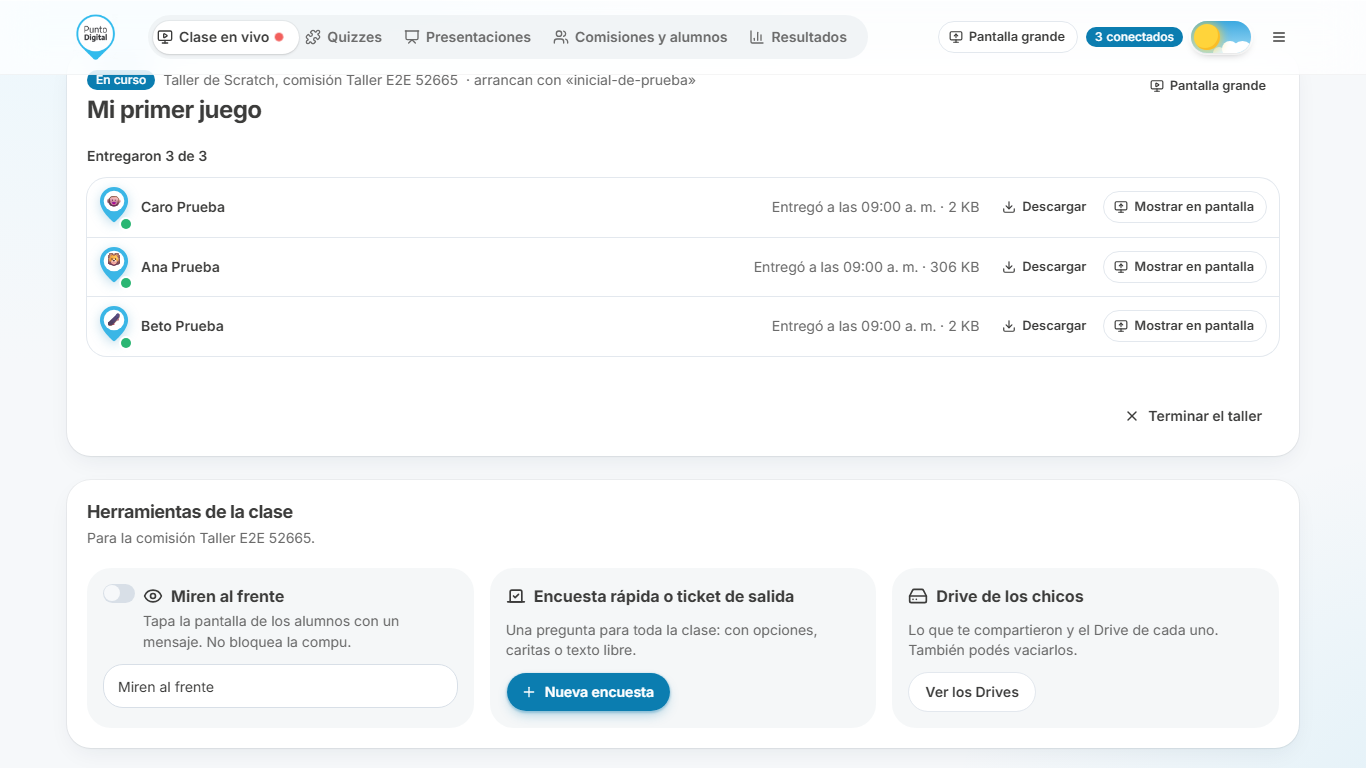 Punto
Digital
Clase en vivo
Quizzes
Presentaciones
Comisiones y alumnos
Resultados
Pantalla grande
3 conectados
En curso
Taller de Scratch, comisión Taller E2E 52665 · arrancan con «inicial-de-prueba»
Pantalla grande
Mi primer juego
Entregaron 3 de 3
Caro Prueba
Entregó a las 09:00 a. m. · 2 KB
Descargar
Mostrar en pantalla
Ana Prueba
Entregó a las 09:00 a. m. · 306 KB
Descargar
Mostrar en pantalla
Beto Prueba
Entregó a las 09:00 a. m. · 2 KB
Descargar
Mostrar en pantalla
Terminar el taller
Herramientas de la clase
Para la comisión Taller E2E 52665.
Miren al frente
Tapa la pantalla de los alumnos con un
mensaje. No bloquea la compu.
Miren al frente
Encuesta rápida o ticket de salida
Una pregunta para toda la clase: con opciones,
caritas o texto libre.
Nueva encuesta
Drive de los chicos
Lo que te compartieron y el Drive de cada uno.
También podés vaciarlos.
Ver los Drives